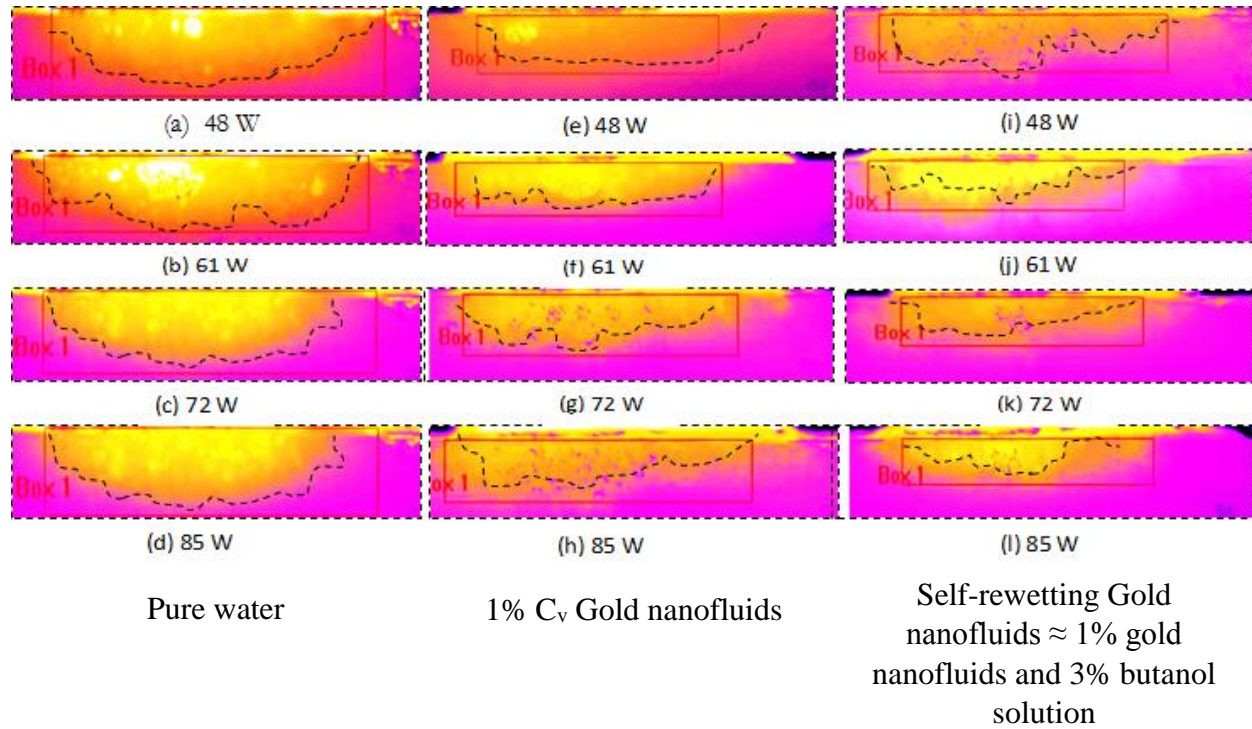 Box 1
Box 1
Box 1
(a) 48 W
(e) 48 W
(i) 48 W
Box 1
Box 1
Box 1
(b) 61 W
(f) 61 W
(j) 61 W
Box 1
Box 1
Box 1
(c) 72 W
(g) 72 W
(k) 72 W
Box 1
ox 1
Box 1
(d) 85 W
(h) 85 W
(l) 85 W
Pure water
1% Cv Gold nanofluids
Self-rewetting Gold
nanofluids ≈ 1% gold
nanofluids and 3% butanol
solution